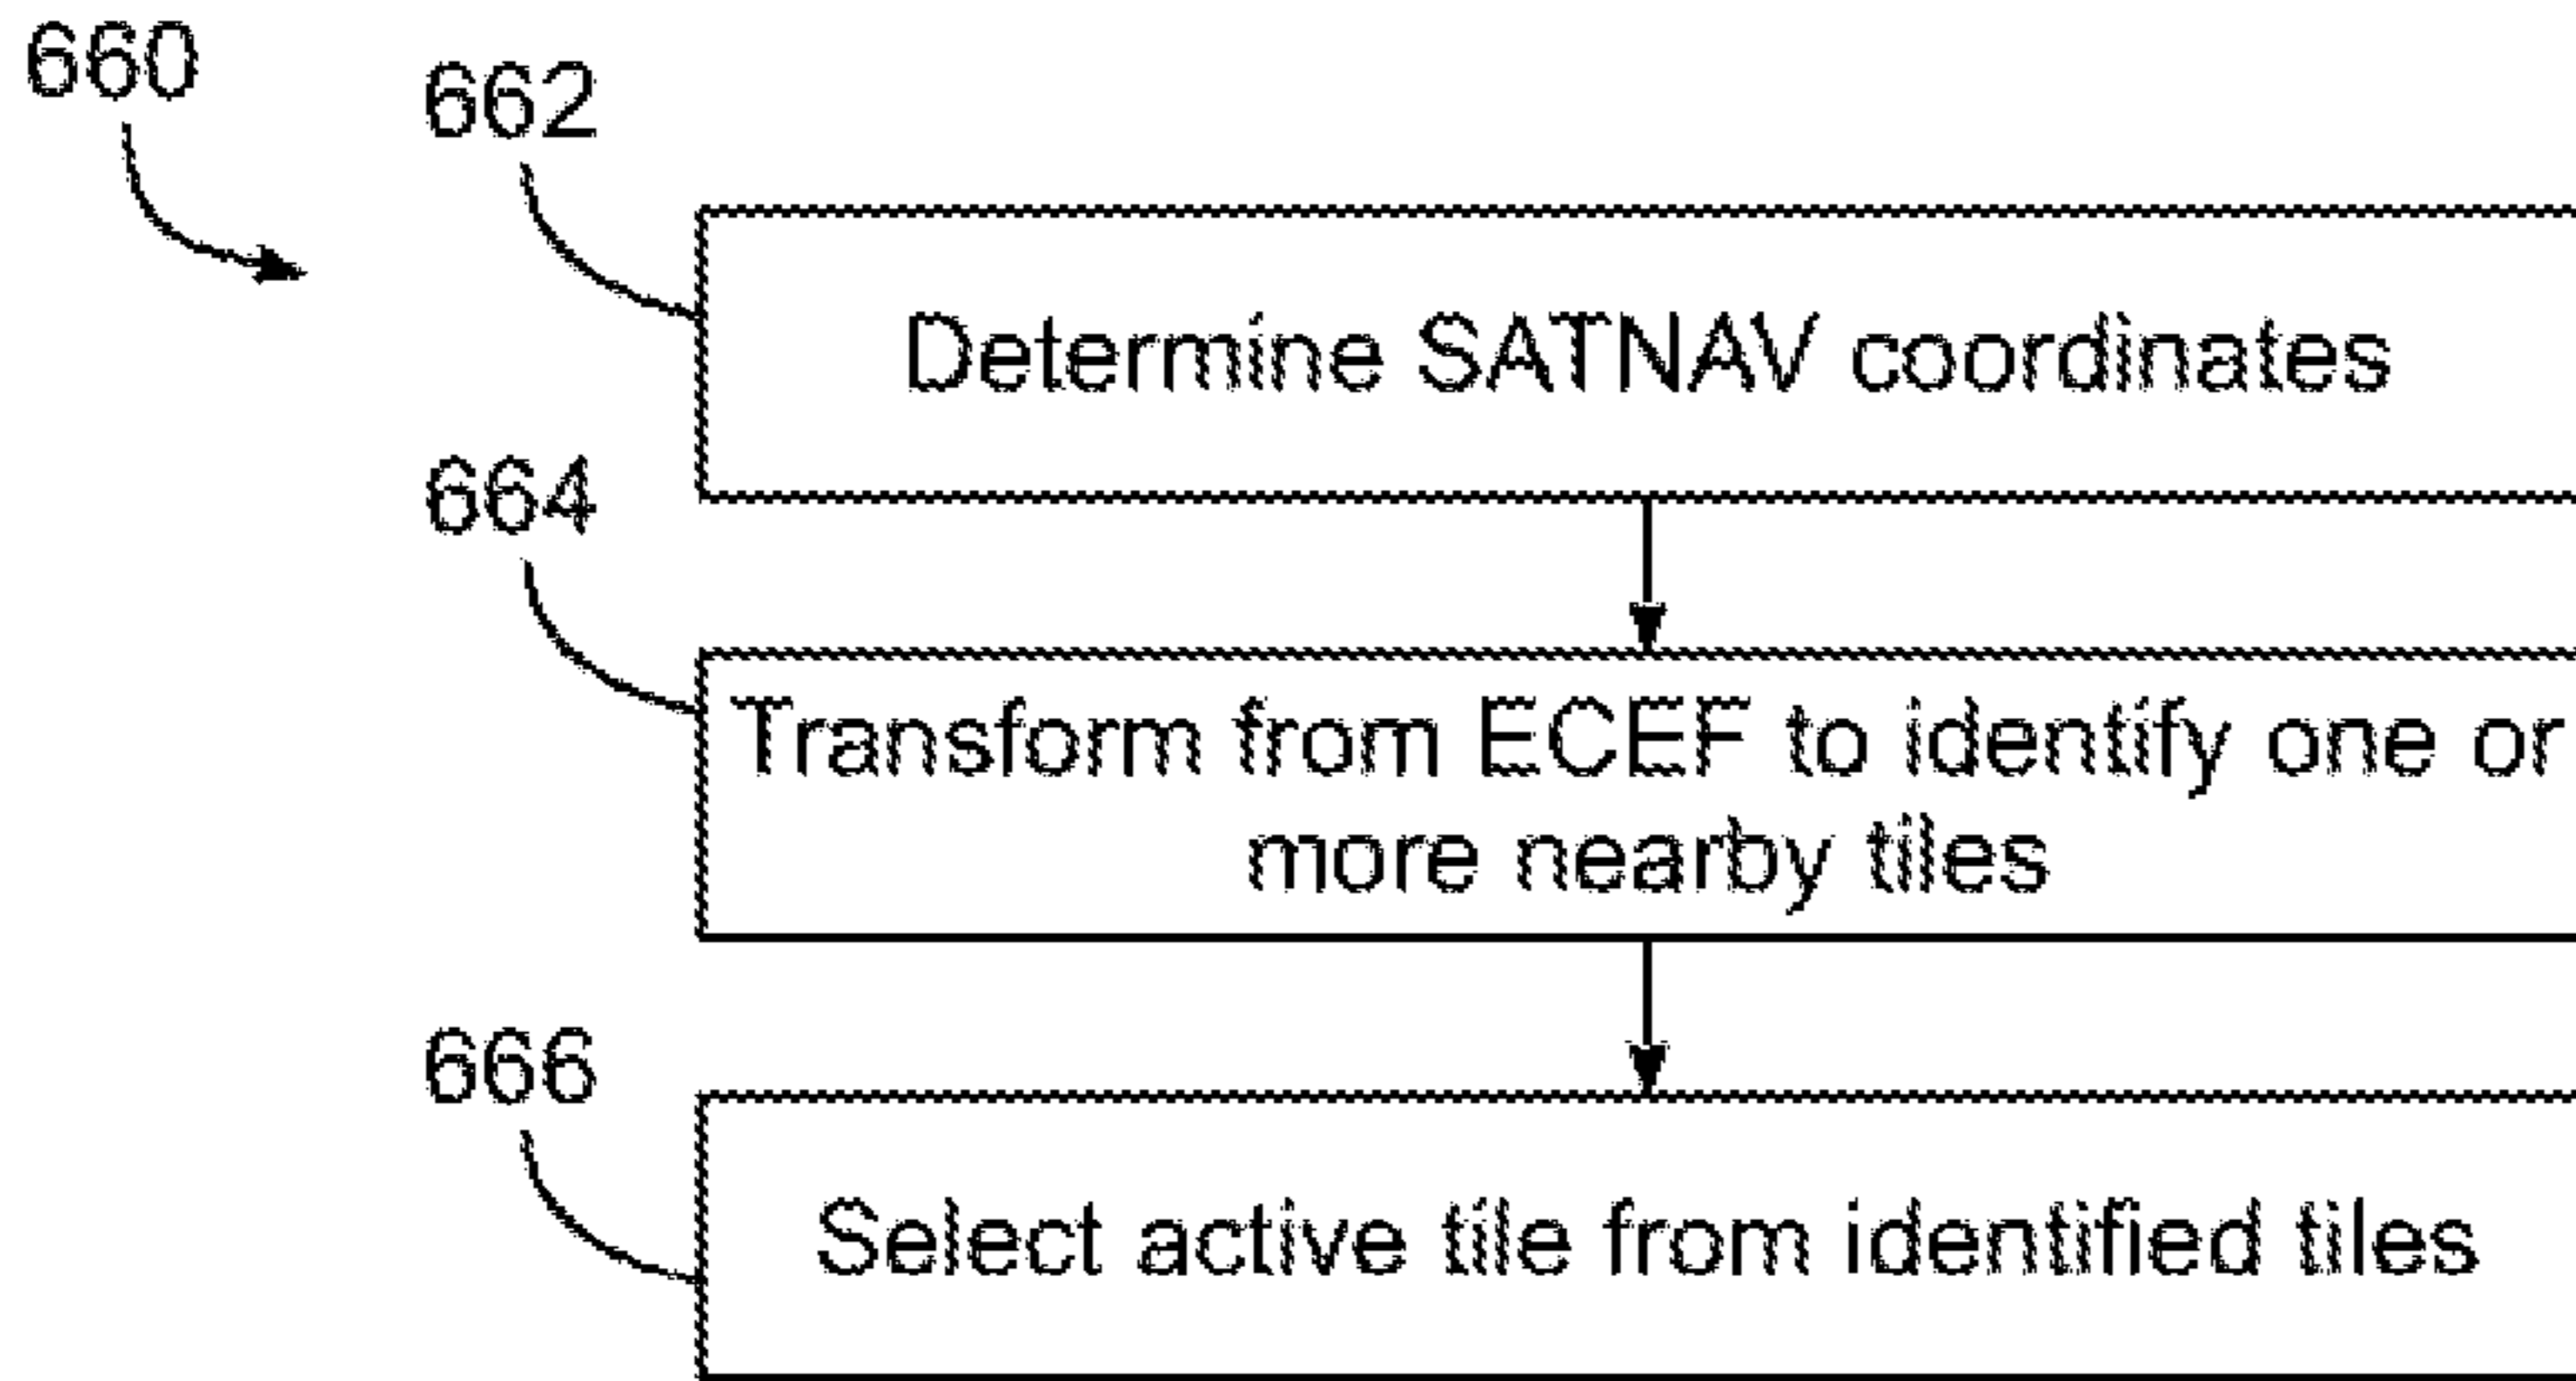 660
662
Determine SATNAV coordinates
664
Transform from ECEF to identify one or
more nearby tiles
666
Select active tile from identified tiles